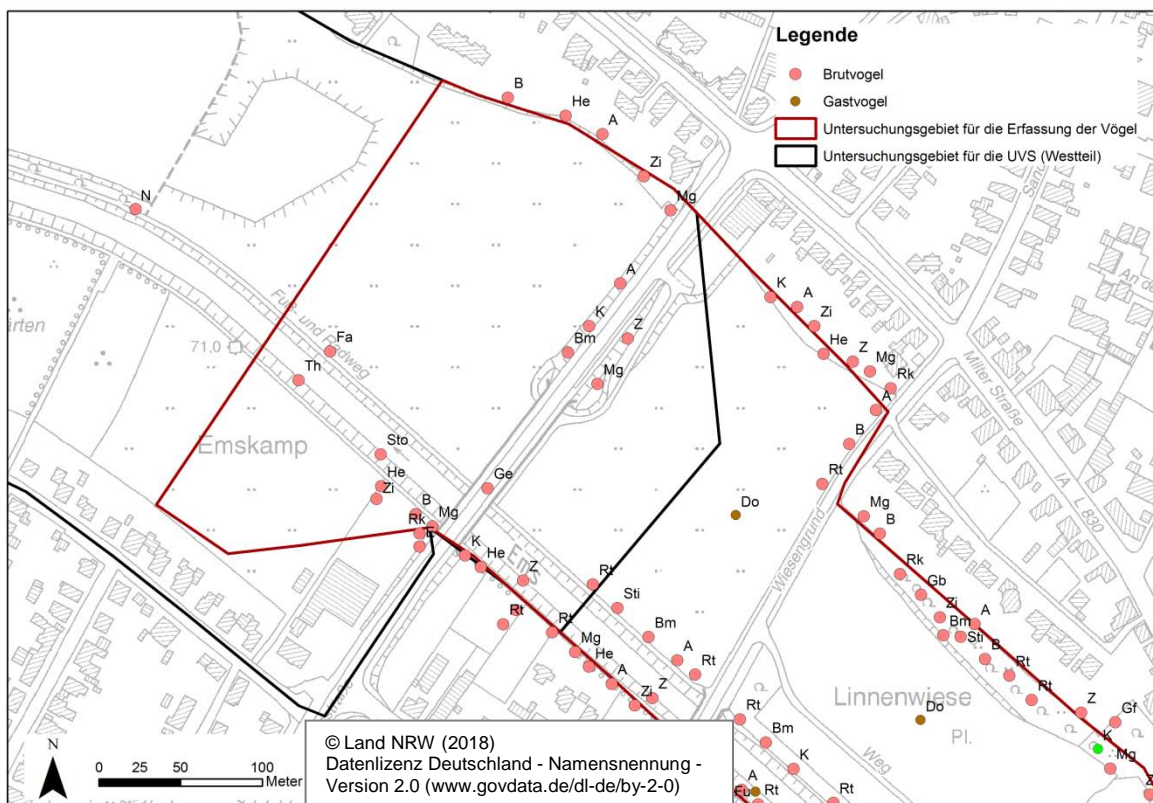 Legende
Brutvogel
Gastvogel
Untersuchungsgebiet für die Erfassung der Vögel
Untersuchungsgebiet für die UVS (Westteil)
B
He
A
Zi
Mg
N
A
K
Bm
Z
Mg
K
A
Zi
He
Z
Mg
Rk
A
B
Rt
Fuß- und Radweg
71,0
Fa
Th
Emskamp
Sto
He
Zi
B
Mg
Rk
Ge
K
He
Z
Ems
Rt
Rt
Mg
He
A
Zi
Z
Rt
Sti
Bm
A
Rt
Do
Wiesengrund
Milter Straße
L 830
Mg
B
Rk
Gb
Zi
Bm
Sti
A
B
Rt
Rt
Z
Gf
K
Mg
Z
Linnenwiese
Pl.
Do
Weg
Rt
Bm
K
Rt
A
Rt
N
0 50 100
Meter
© Land NRW (2018)
Datenlizenz Deutschland - Namensnennung -
Version 2.0 (www.govdata.de/dl-de/by-2-0)